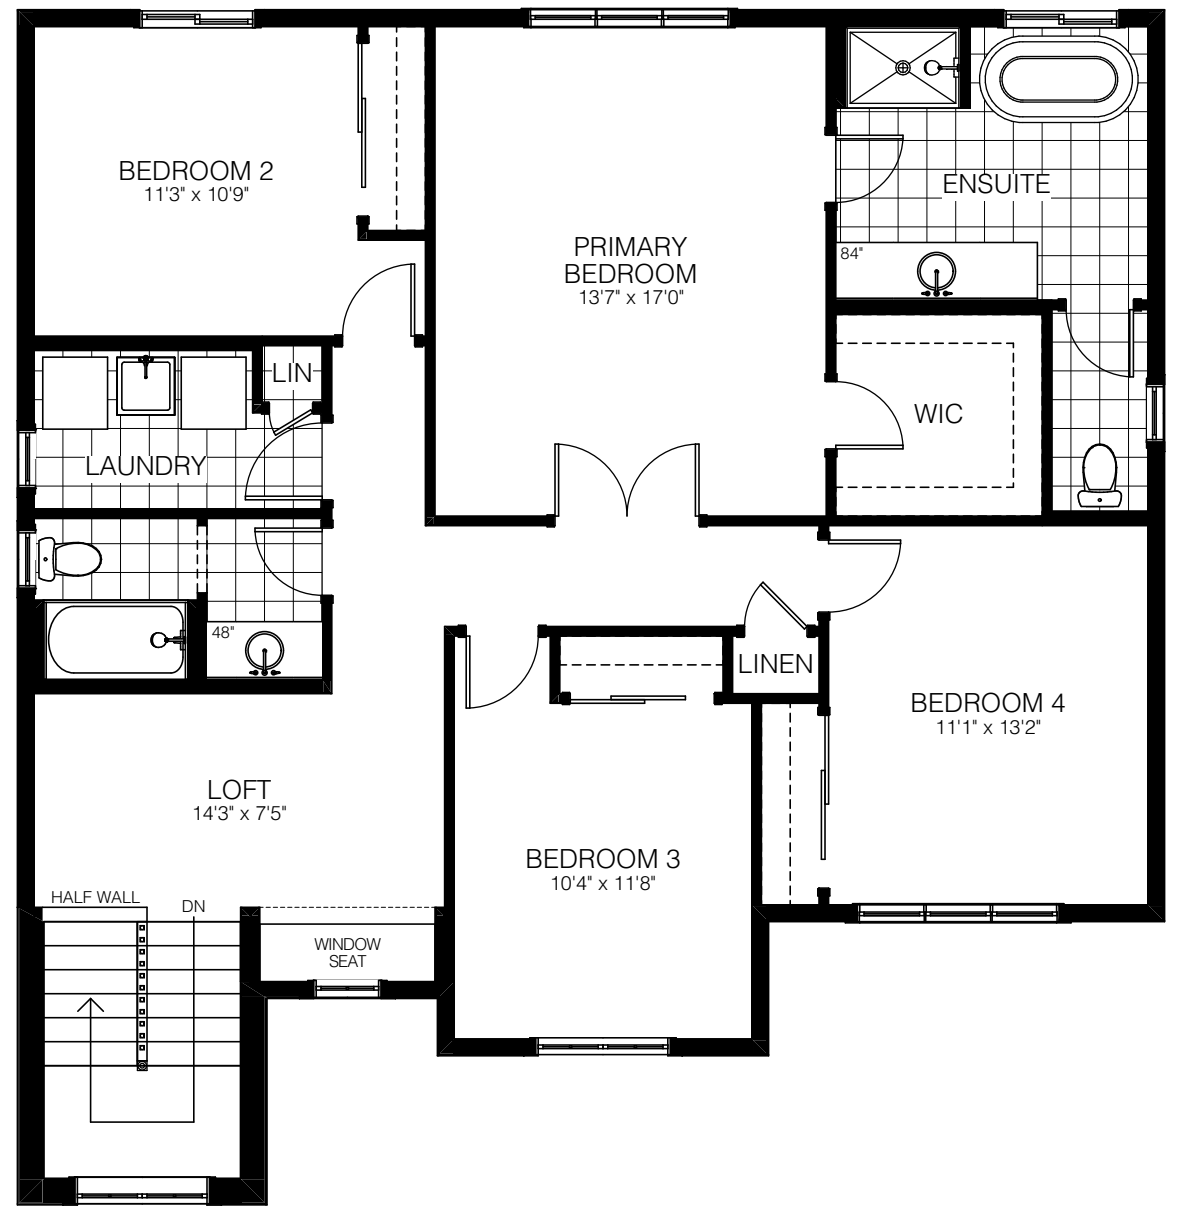 BEDROOM 2
11'3" x 10'9"
ENSUITE
PRIMARY
BEDROOM
13'7" x 17'0"
84"
LIN
WIC
LAUNDRY
48"
LINEN
BEDROOM 4
11'1" x 13'2"
LOFT
14'3" x 7'5"
BEDROOM 3
10'4" x 11'8"
HALF WALL
DN
WINDOW
SEAT